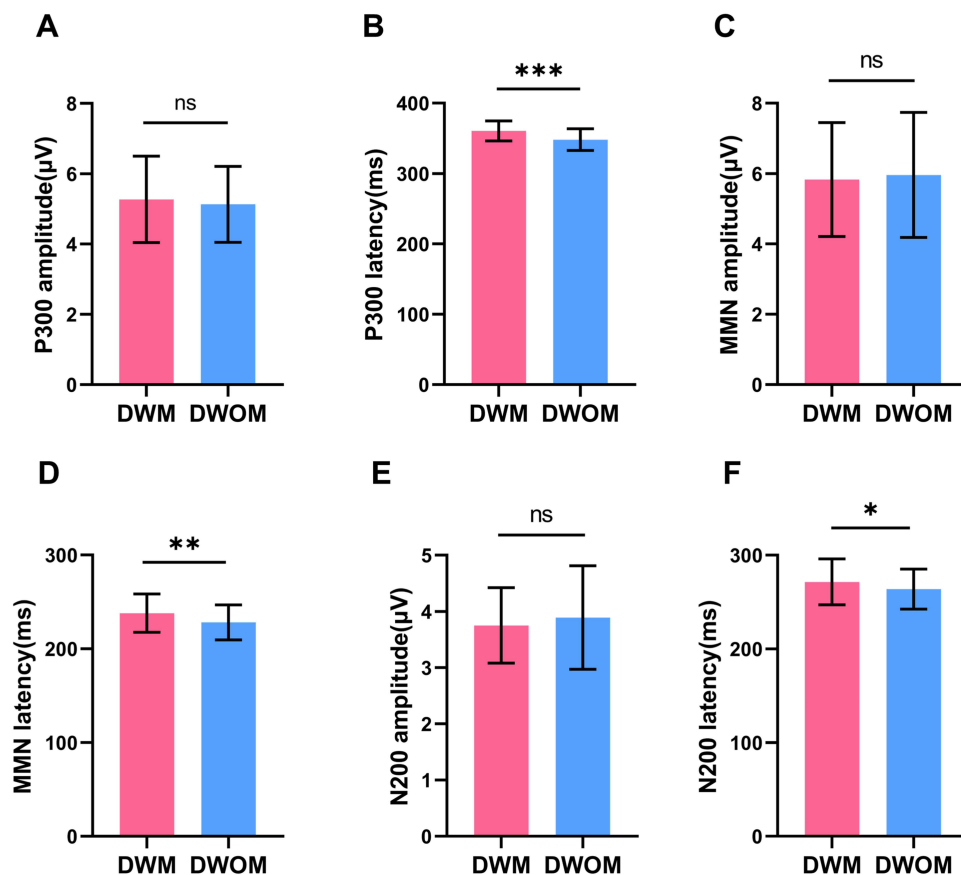 A
ns
P300 amplitude(μV)
8
6
4
2
0
DWM DWOM
B
***
P300 latency(ms)
400
300
200
100
0
DWM DWOM
C
ns
MMN amplitude(μV)
8
6
4
2
0
DWM DWOM
D
**
MMN latency(ms)
300
200
100
0
DWM DWOM
E
ns
N200 amplitude(μV)
5
4
3
2
1
0
DWM DWOM
F
*
N200 latency(ms)
300
200
100
0
DWM DWOM